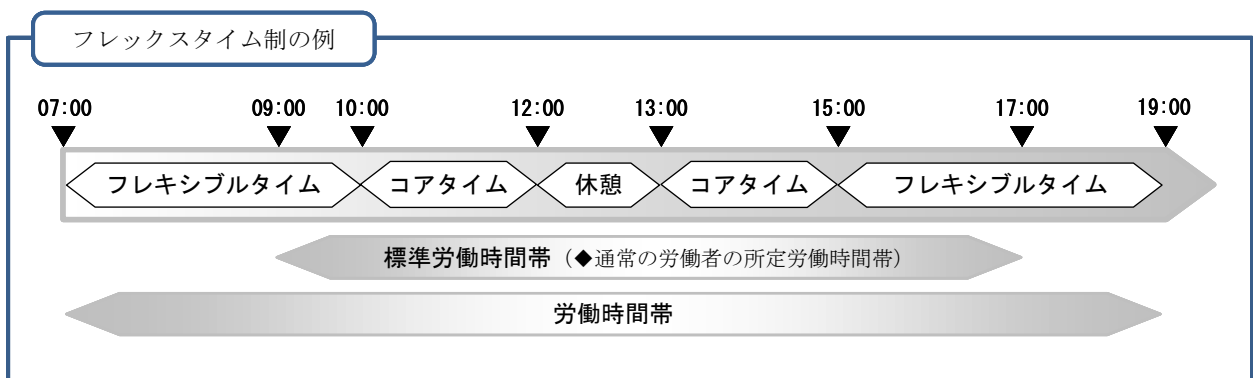 フレックスタイム制の例
07:00 09:00 10:00 12:00 13:00 15:00 17:00 19:00
フレキシブルタイム コアタイム 休憩 コアタイム フレキシブルタイム
標準労働時間帯（◆通常の労働者の所定労働時間帯）
労働時間帯